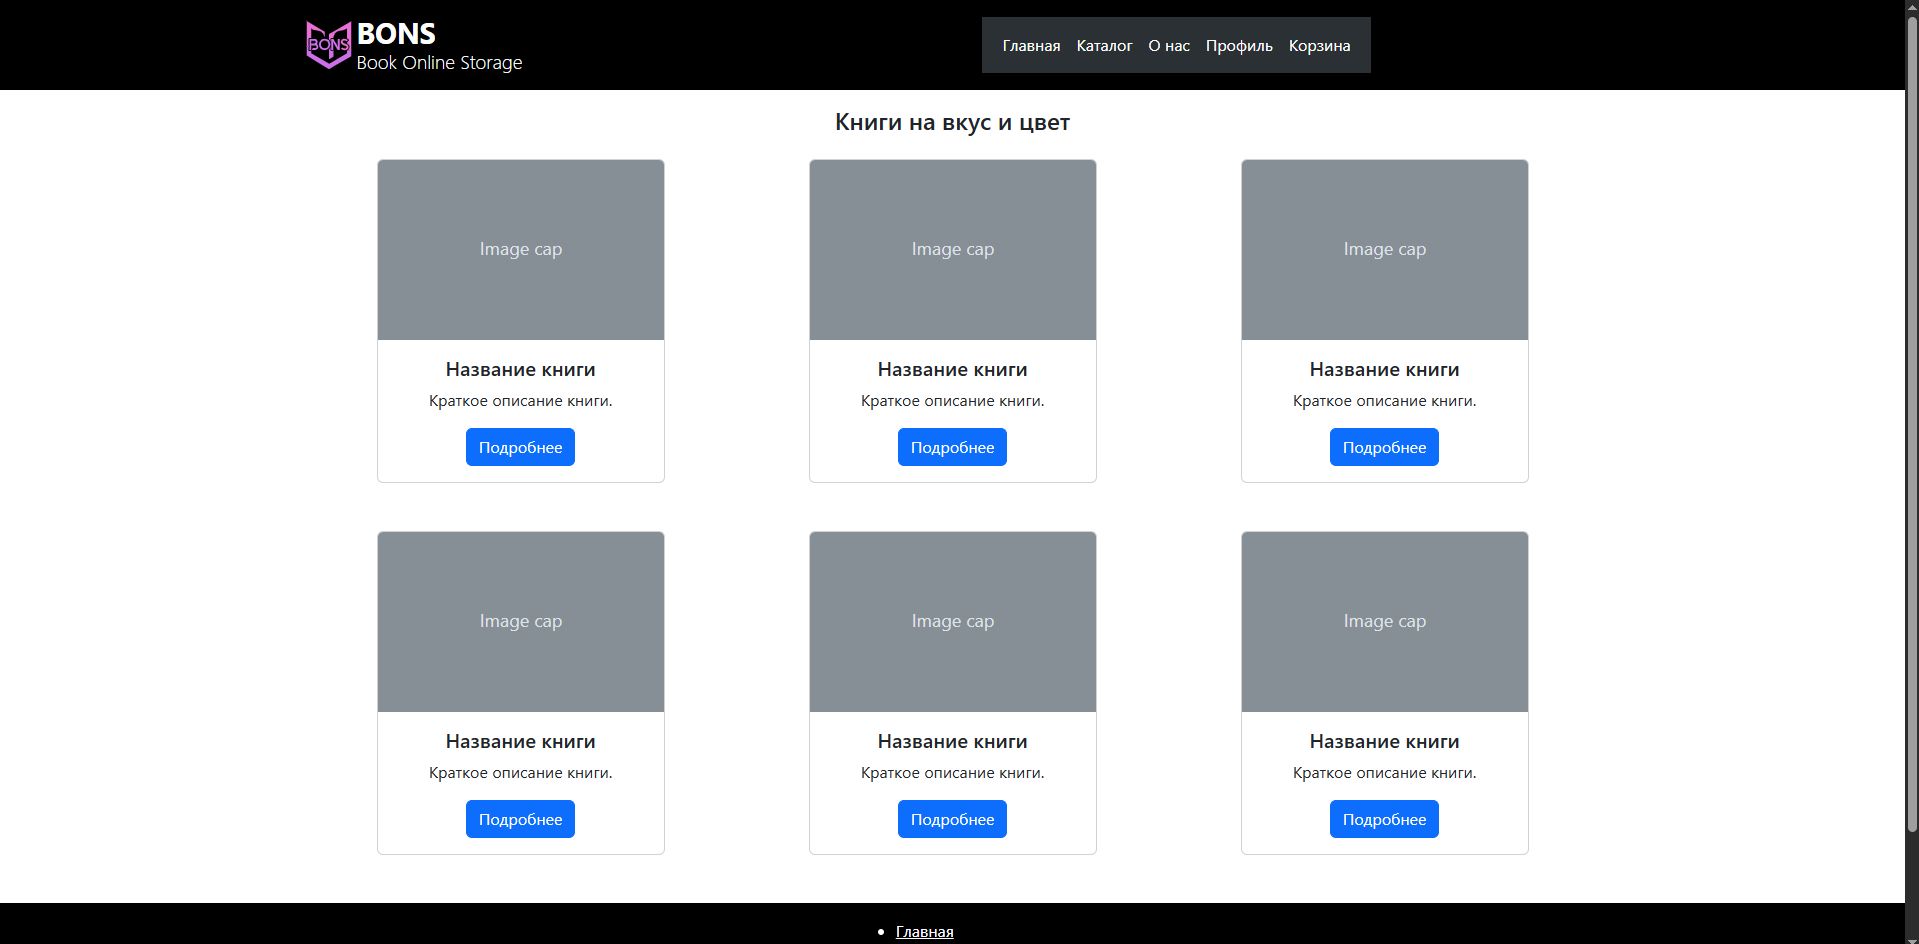 BONS
BONS
Book Online Storage
Главная Каталог О нас Профиль Корзина
Книги на вкус и цвет
Image cap Image cap Image cap
Название книги Название книги Название книги
Краткое описание книги. Краткое описание книги. Краткое описание книги.
Подробнее Подробнее Подробнее
Image cap Image cap Image cap
Название книги Название книги Название книги
Краткое описание книги. Краткое описание книги. Краткое описание книги.
Подробнее Подробнее Подробнее
Главная